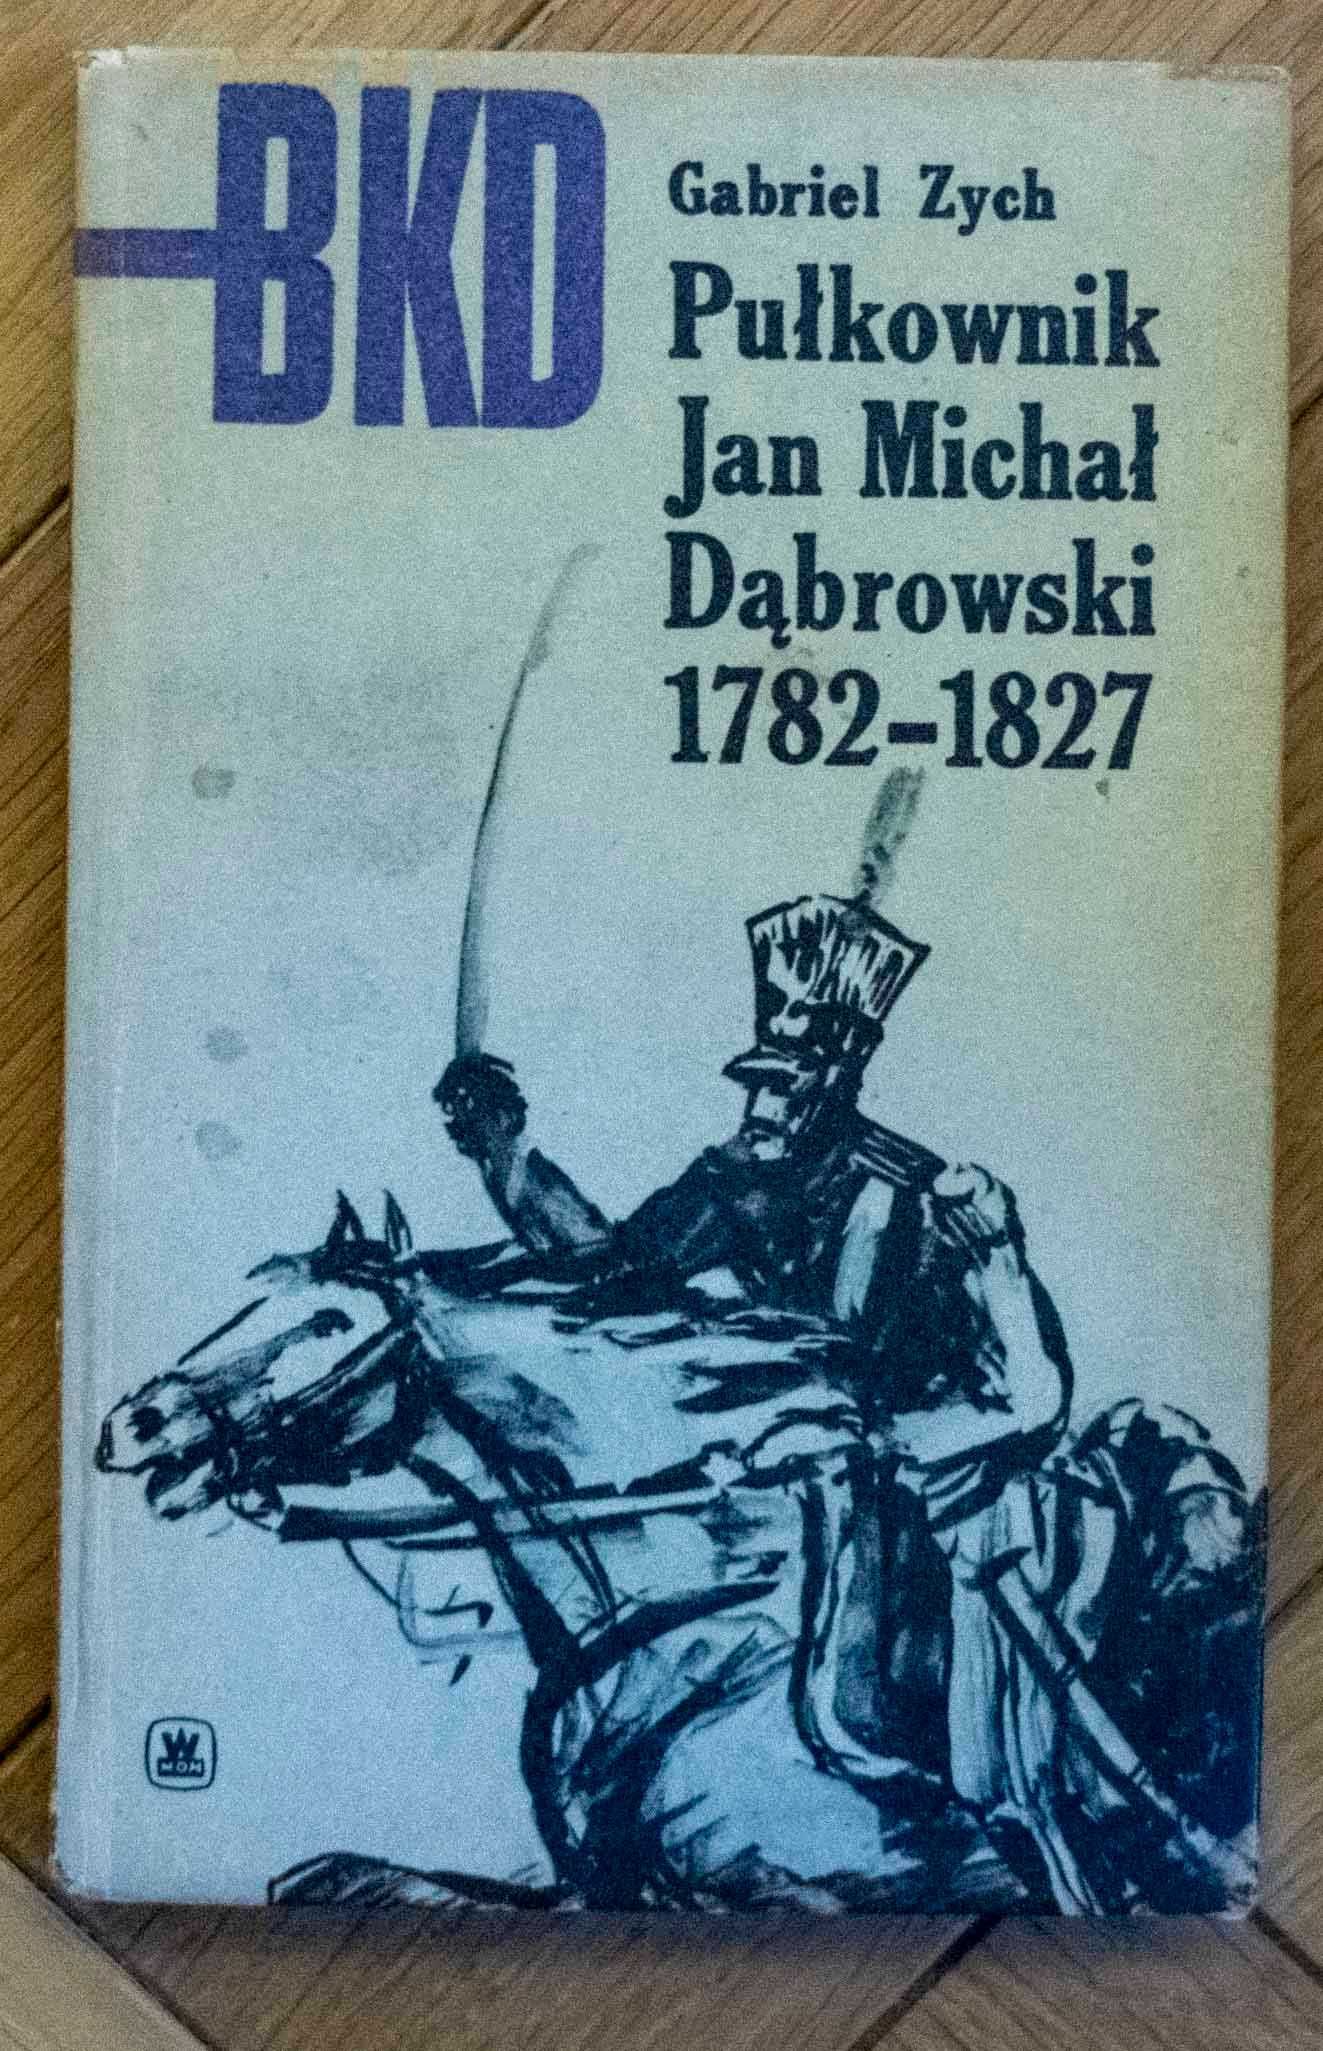 BKD
Gabriel Zych
Pułkownik
Jan Michał
Dąbrowski
1782-1827
W
MON